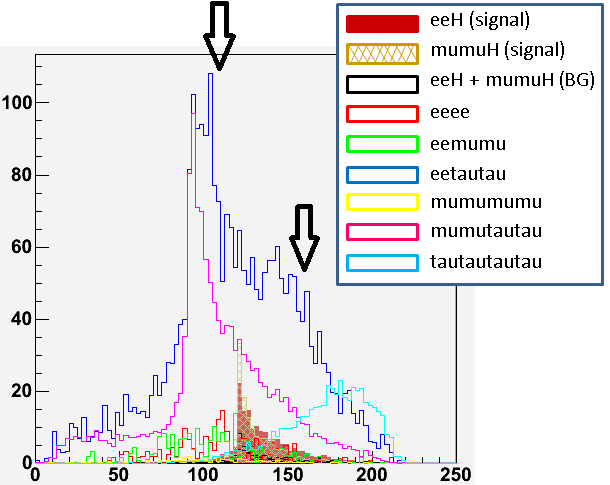 eeH (signal)
mumuH (signal)
eeH + mumuH (BG)
eeee
eemumu
eetautau
mumumumu
mumutautau
tautautautau
100
80
60
40
20
0
0 50 100 150 200 250